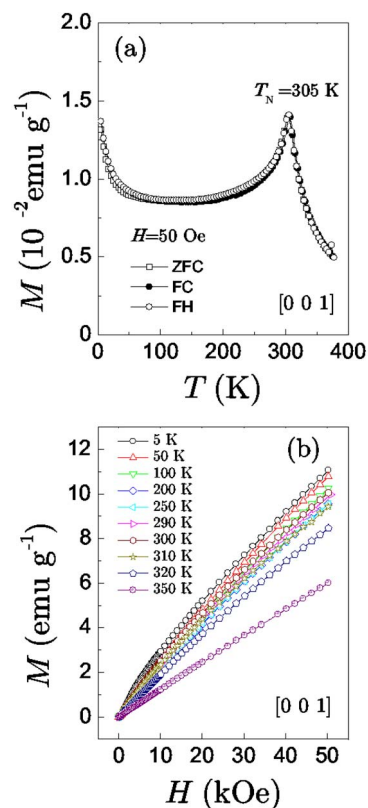 (a)
2.0
1.5
1.0
0.5
0
M (10⁻² emu g⁻¹)
T_N =305 K
H=50 Oe
ZFC
FC
FH
[0 0 1]
0 100 200 300 400
T (K)
(b)
12
10
8
6
4
2
0
M (emu g⁻¹)
5 K
50 K
100 K
200 K
250 K
290 K
300 K
310 K
320 K
350 K
[0 0 1]
0 10 20 30 40 50
H (kOe)